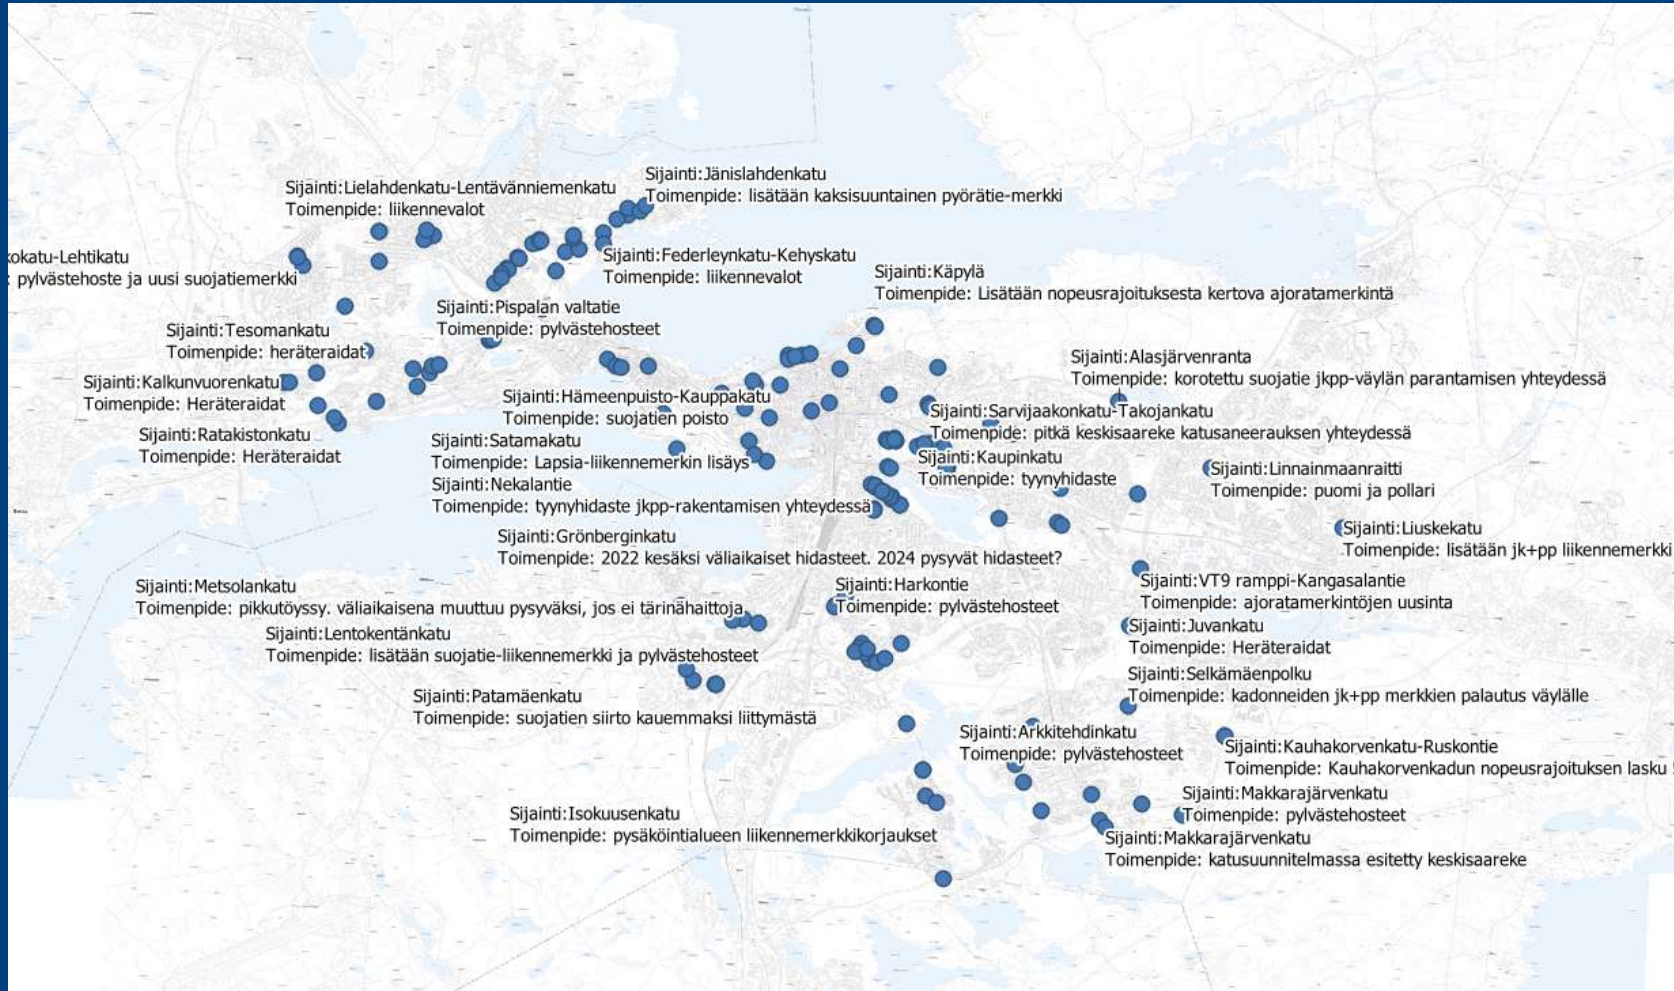 Sijainti:Jänislahdenkatu
Toimenpide: lisätään kaksisuuntainen pyörätie-merkki
Sijainti:Lielahdenkatu-Lentävänniemenkatu
Toimenpide: liikennevalot
kokatu-Lehtikatu
: pylvästehoste ja uusi suojatiemerkki
Sijainti:Federleynkatu-Kehyskatu
Toimenpide: liikennevalot
Sijainti:Käpylä
Toimenpide: Lisätään nopeusrajoituksesta kertova ajoratamerkintä
Sijainti:Pispalan valtatie
Toimenpide: pylvästehosteet
Sijainti:Tesomankatu
Toimenpide: heräteraidat
Sijainti:Alasjärvenranta
Toimenpide: korotettu suojatie jkpp-väylän parantamisen yhteydessä
Sijainti:Kalkunvuorenkatu
Toimenpide: Heräteraidat
Sijainti:Hämeenpuisto-Kauppakatu
Toimenpide: suojatien poisto
Sijainti:Sarvijaakonkatu-Takojankatu
Toimenpide: pitkä keskisaareke katusaneerauksen yhteydessä
Sijainti:Ratakistonkatu
Toimenpide: Heräteraidat
Sijainti:Satamakatu
Toimenpide: Lapsia-liikennemerkin lisäys
Sijainti:Kaupinkatu
Toimenpide: tyynyhidaste
Sijainti:Linnainmaanraitti
Toimenpide: puomi ja pollari
Sijainti:Nekalantie
Toimenpide: tyynyhidaste jkpp-rakentamisen yhteydessä
Sijainti:Liuskekatu
Toimenpide: lisätään jk+pp liikennemerkki
Sijainti:Grönberginkatu
Toimenpide: 2022 kesäksi väliaikaiset hidasteet. 2024 pysyvät hidasteet?
Sijainti:Metsolankatu
Toimenpide: pikkutöyssy. väliaikaisena muuttuu pysyväksi, jos ei tärinähaittoja
Sijainti:Harkontie
Toimenpide: pylvästehosteet
Sijainti:VT9 ramppi-Kangasalantie
Toimenpide: ajoratamerkintöjen uusinta
Sijainti:Lentokentänkatu
Toimenpide: lisätään suojatie-liikennemerkki ja pylvästehosteet
Sijainti:Juvankatu
Toimenpide: Heräteraidat
Sijainti:Selkämäenpolku
Toimenpide: kadonneiden jk+pp merkkien palautus väylälle
Sijainti:Patamäenkatu
Toimenpide: suojatien siirto kauemmaksi liittymästä
Sijainti:Arkkitehdinkatu
Toimenpide: pylvästehosteet
Sijainti:Kauhakorvenkatu-Ruskontie
Toimenpide: Kauhakorvenkadun nopeusrajoituksen lasku
Sijainti:Makkarajärvenkatu
Toimenpide: pylvästehosteet
Sijainti:Isokuusenkatu
Toimenpide: pysäköintialueen liikennemerkkikorjaukset
Sijainti:Makkarajärvenkatu
Toimenpide: katusuunnitelmassa esitetty keskisaareke